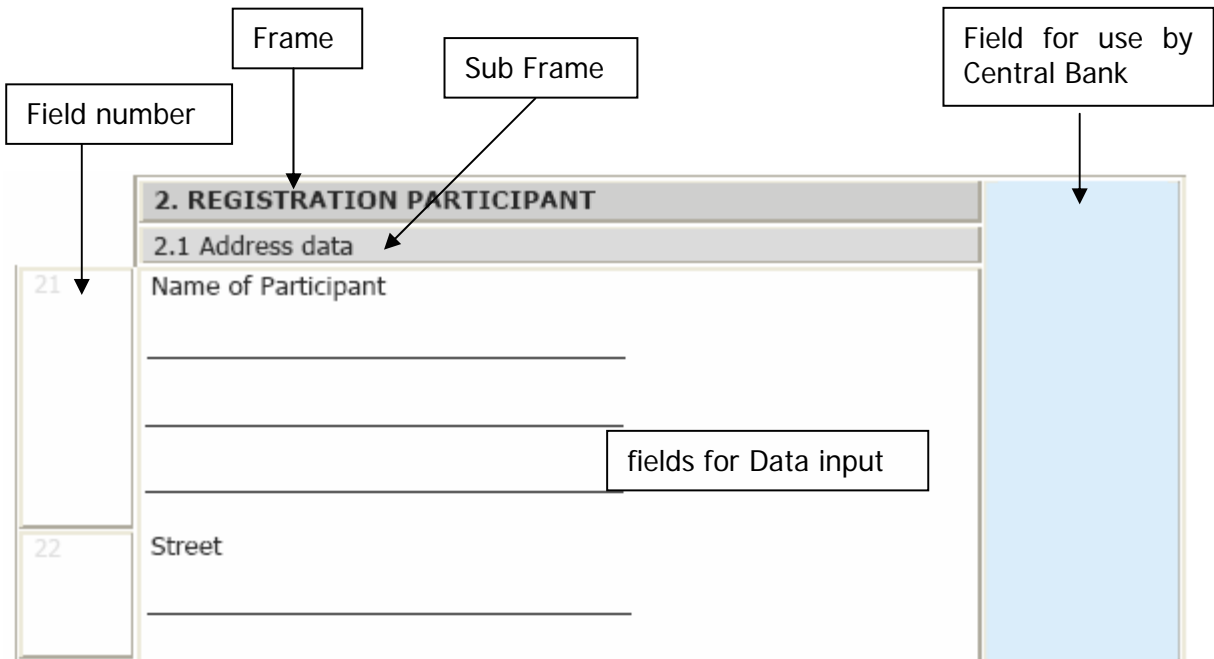 Frame
Sub Frame
Field for use by
Central Bank
Field number
2. REGISTRATION PARTICIPANT
2.1 Address data
21
Name of Participant
fields for Data input
22
Street